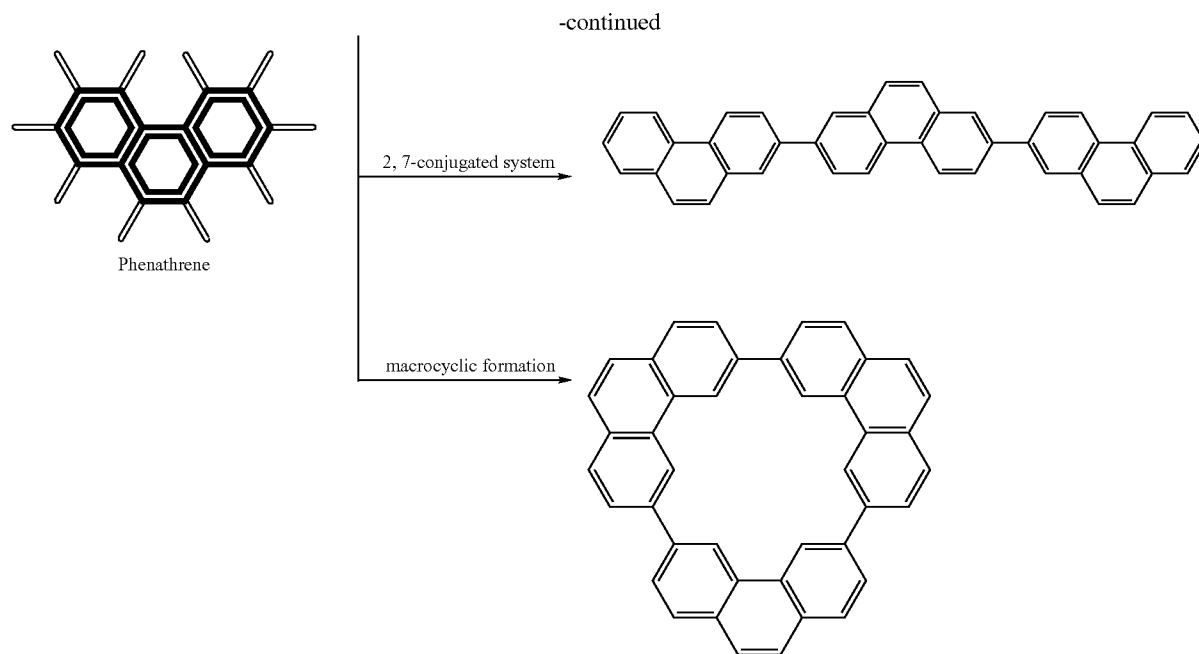 -continued
2, 7-conjugated system
Phenathrene
macrocyclic formation